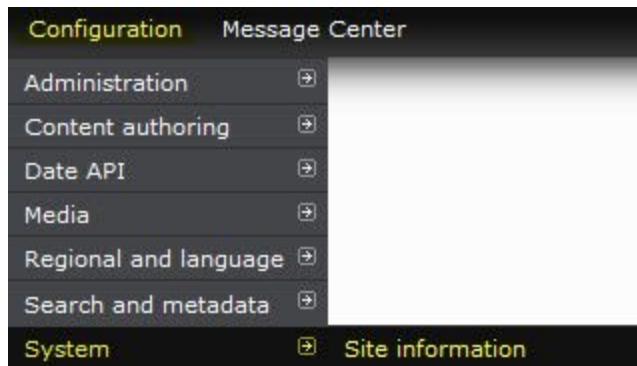 Configuration Message Center
Administration
Content authoring
Date API
Media
Regional and language
Search and metadata
System Site information